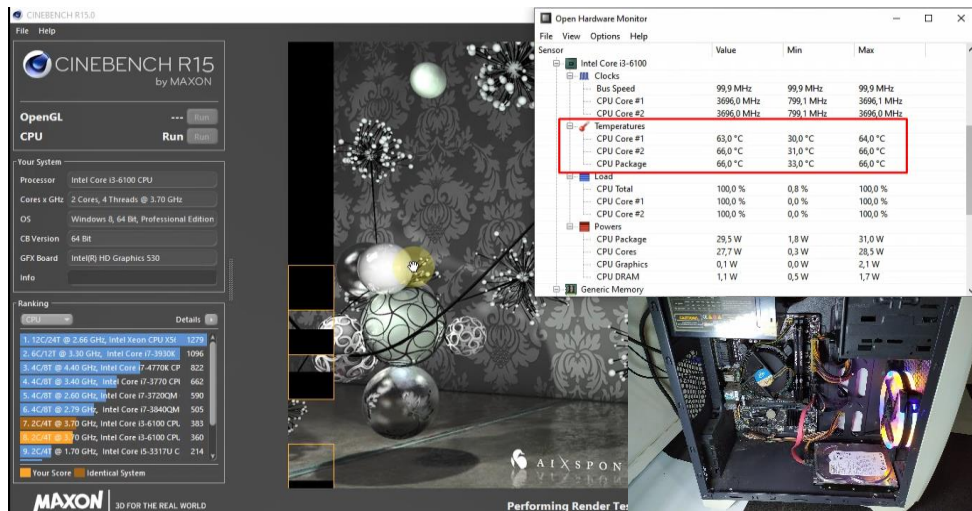 CINEBENCH R15.0
File Help
CINEBENCH R15
by MAXON
OpenGL --- Run
CPU Run Run
Your System
Processor Intel Core i3-6100 CPU
Cores x GHz 2 Cores, 4 Threads @ 3.70 GHz
OS Windows 8, 64 Bit, Professional Edition
CB Version 64 Bit
GFX Board Intel(R) HD Graphics 530
Info
Ranking
CPU Details
1. 12C/24T @ 2.66 GHz, Intel Xeon CPU X5( 1279
2. 6C/12T @ 3.30 GHz, Intel Core i7-3930K 1096
3. 4C/8T @ 4.40 GHz, Intel Core i7-4770K CP 822
4. 4C/8T @ 3.40 GHz, Intel Core i7-3770 CPI 662
5. 4C/8T @ 2.60 GHz, Intel Core i7-3720QM 590
6. 4C/8T @ 2.79 GHz, Intel Core i7-3840QM 505
7. 2C/4T @ 3.70 GHz, Intel Core i3-6100 CPL 383
8. 2C/4T @ 3.70 GHz, Intel Core i3-6100 CPL 360
9. 2C/4T @ 1.70 GHz, Intel Core i5-3317U C 214
Your Score Identical System
MAXON 3D FOR THE REAL WORLD
AIXSPON
Performing Render Tes
Open Hardware Monitor
File View Options Help
Sensor Value Min Max
Intel Core i3-6100
Clocks
Bus Speed 99,9 MHz 99,9 MHz 99,9 MHz
CPU Core #1 3696,0 MHz 799,1 MHz 3696,1 MHz
CPU Core #2 3696,0 MHz 799,1 MHz 3696,0 MHz
Temperatures
CPU Core #1 63,0 °C 30,0 °C 64,0 °C
CPU Core #2 66,0 °C 31,0 °C 66,0 °C
CPU Package 66,0 °C 33,0 °C 66,0 °C
Load
CPU Total 100,0 % 0,8 % 100,0 %
CPU Core #1 100,0 % 0,0 % 100,0 %
CPU Core #2 100,0 % 0,0 % 100,0 %
Powers
CPU Package 29,5 W 1,8 W 31,0 W
CPU Cores 27,7 W 0,3 W 28,5 W
CPU Graphics 0,1 W 0,0 W 2,1 W
CPU DRAM 1,1 W 0,5 W 1,7 W
Generic Memory